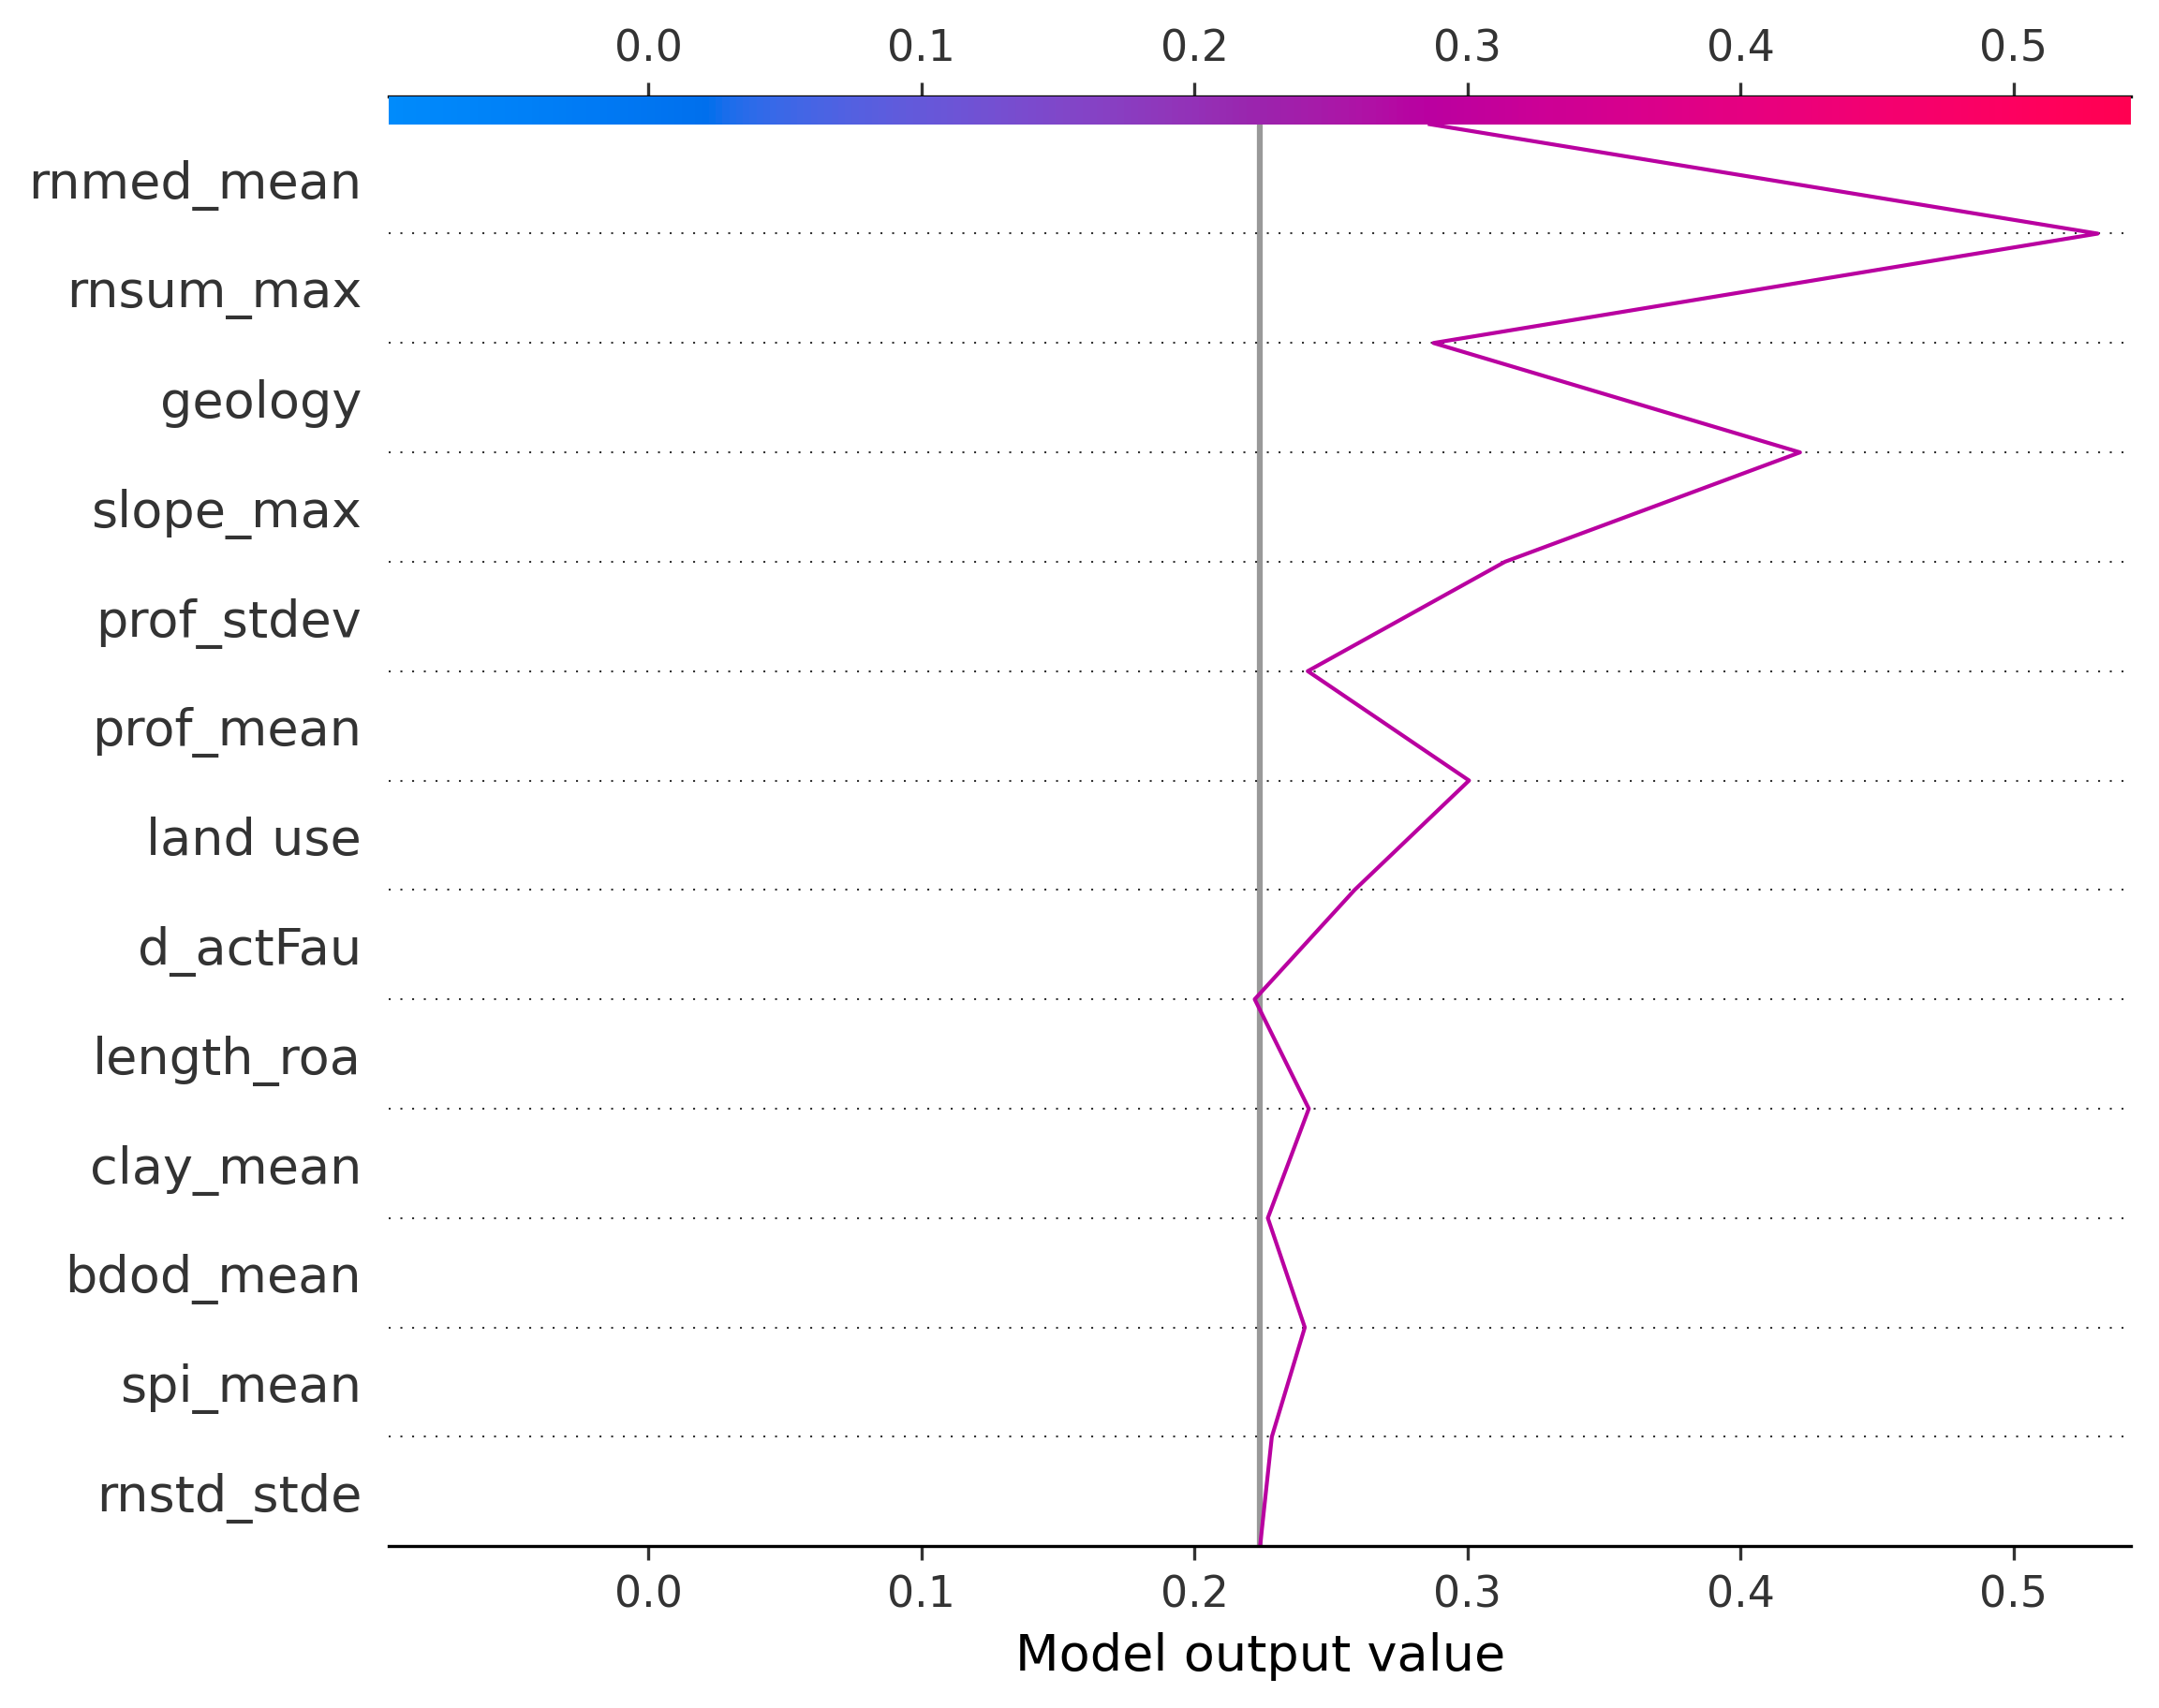 0.0 0.1 0.2 0.3 0.4 0.5
rnmed_mean
rnsum_max
geology
slope_max
prof_stdev
prof_mean
land use
d_actFau
length_roa
clay_mean
bdod_mean
spi_mean
rnstd_stde
0.0 0.1 0.2 0.3 0.4 0.5
Model output value